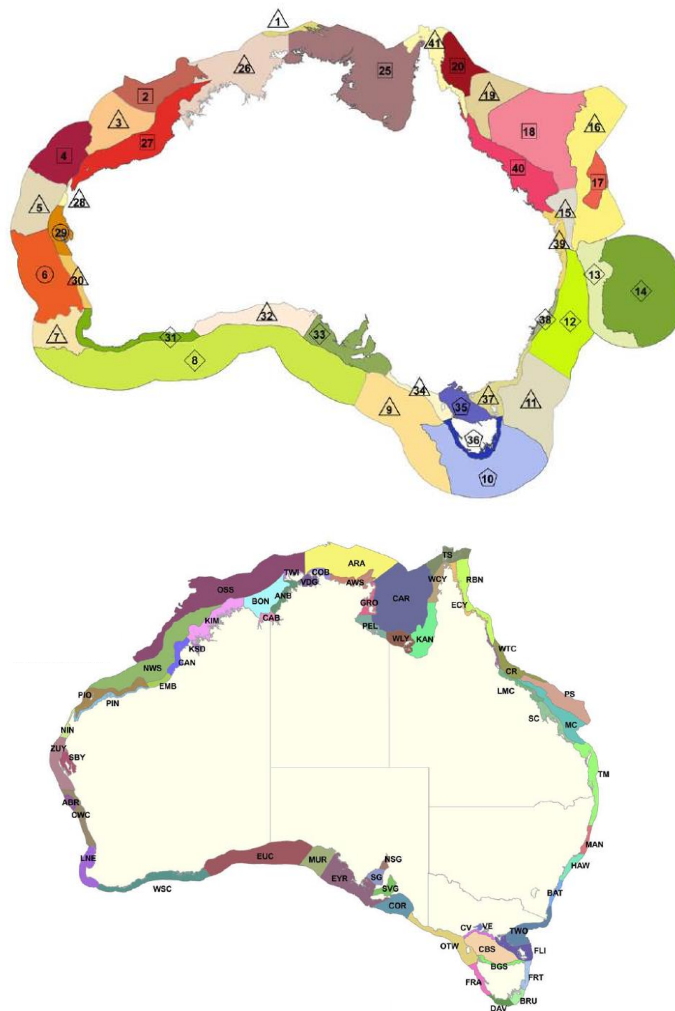 1
41
26
25
20
2
19
3
18
16
27
4
40
17
5
28
15
29
39
6
30
13
14
32
38
12
7
31
33
8
34
37
9
35
11
36
10
TS
ARA
COB
TWI
VDG
AWS
WCY
RBN
OSS
BON
ANB
CAR
ECY
GRO
KIM
CAB
PEL
WLY
KAN
KSD
WTC
CAN
NWS
CR
EMB
LMC
PS
PIO
PIN
SC
MC
NIN
ZUY
SBY
TM
ABR
CWC
MAN
LNE
EUC
MUR
NSG
HAW
EYR
SG
WSC
SVG
BAT
COR
CV
VE
TWO
OTW
CBS
FLI
BGS
FRA
FRT
DAV
BRU